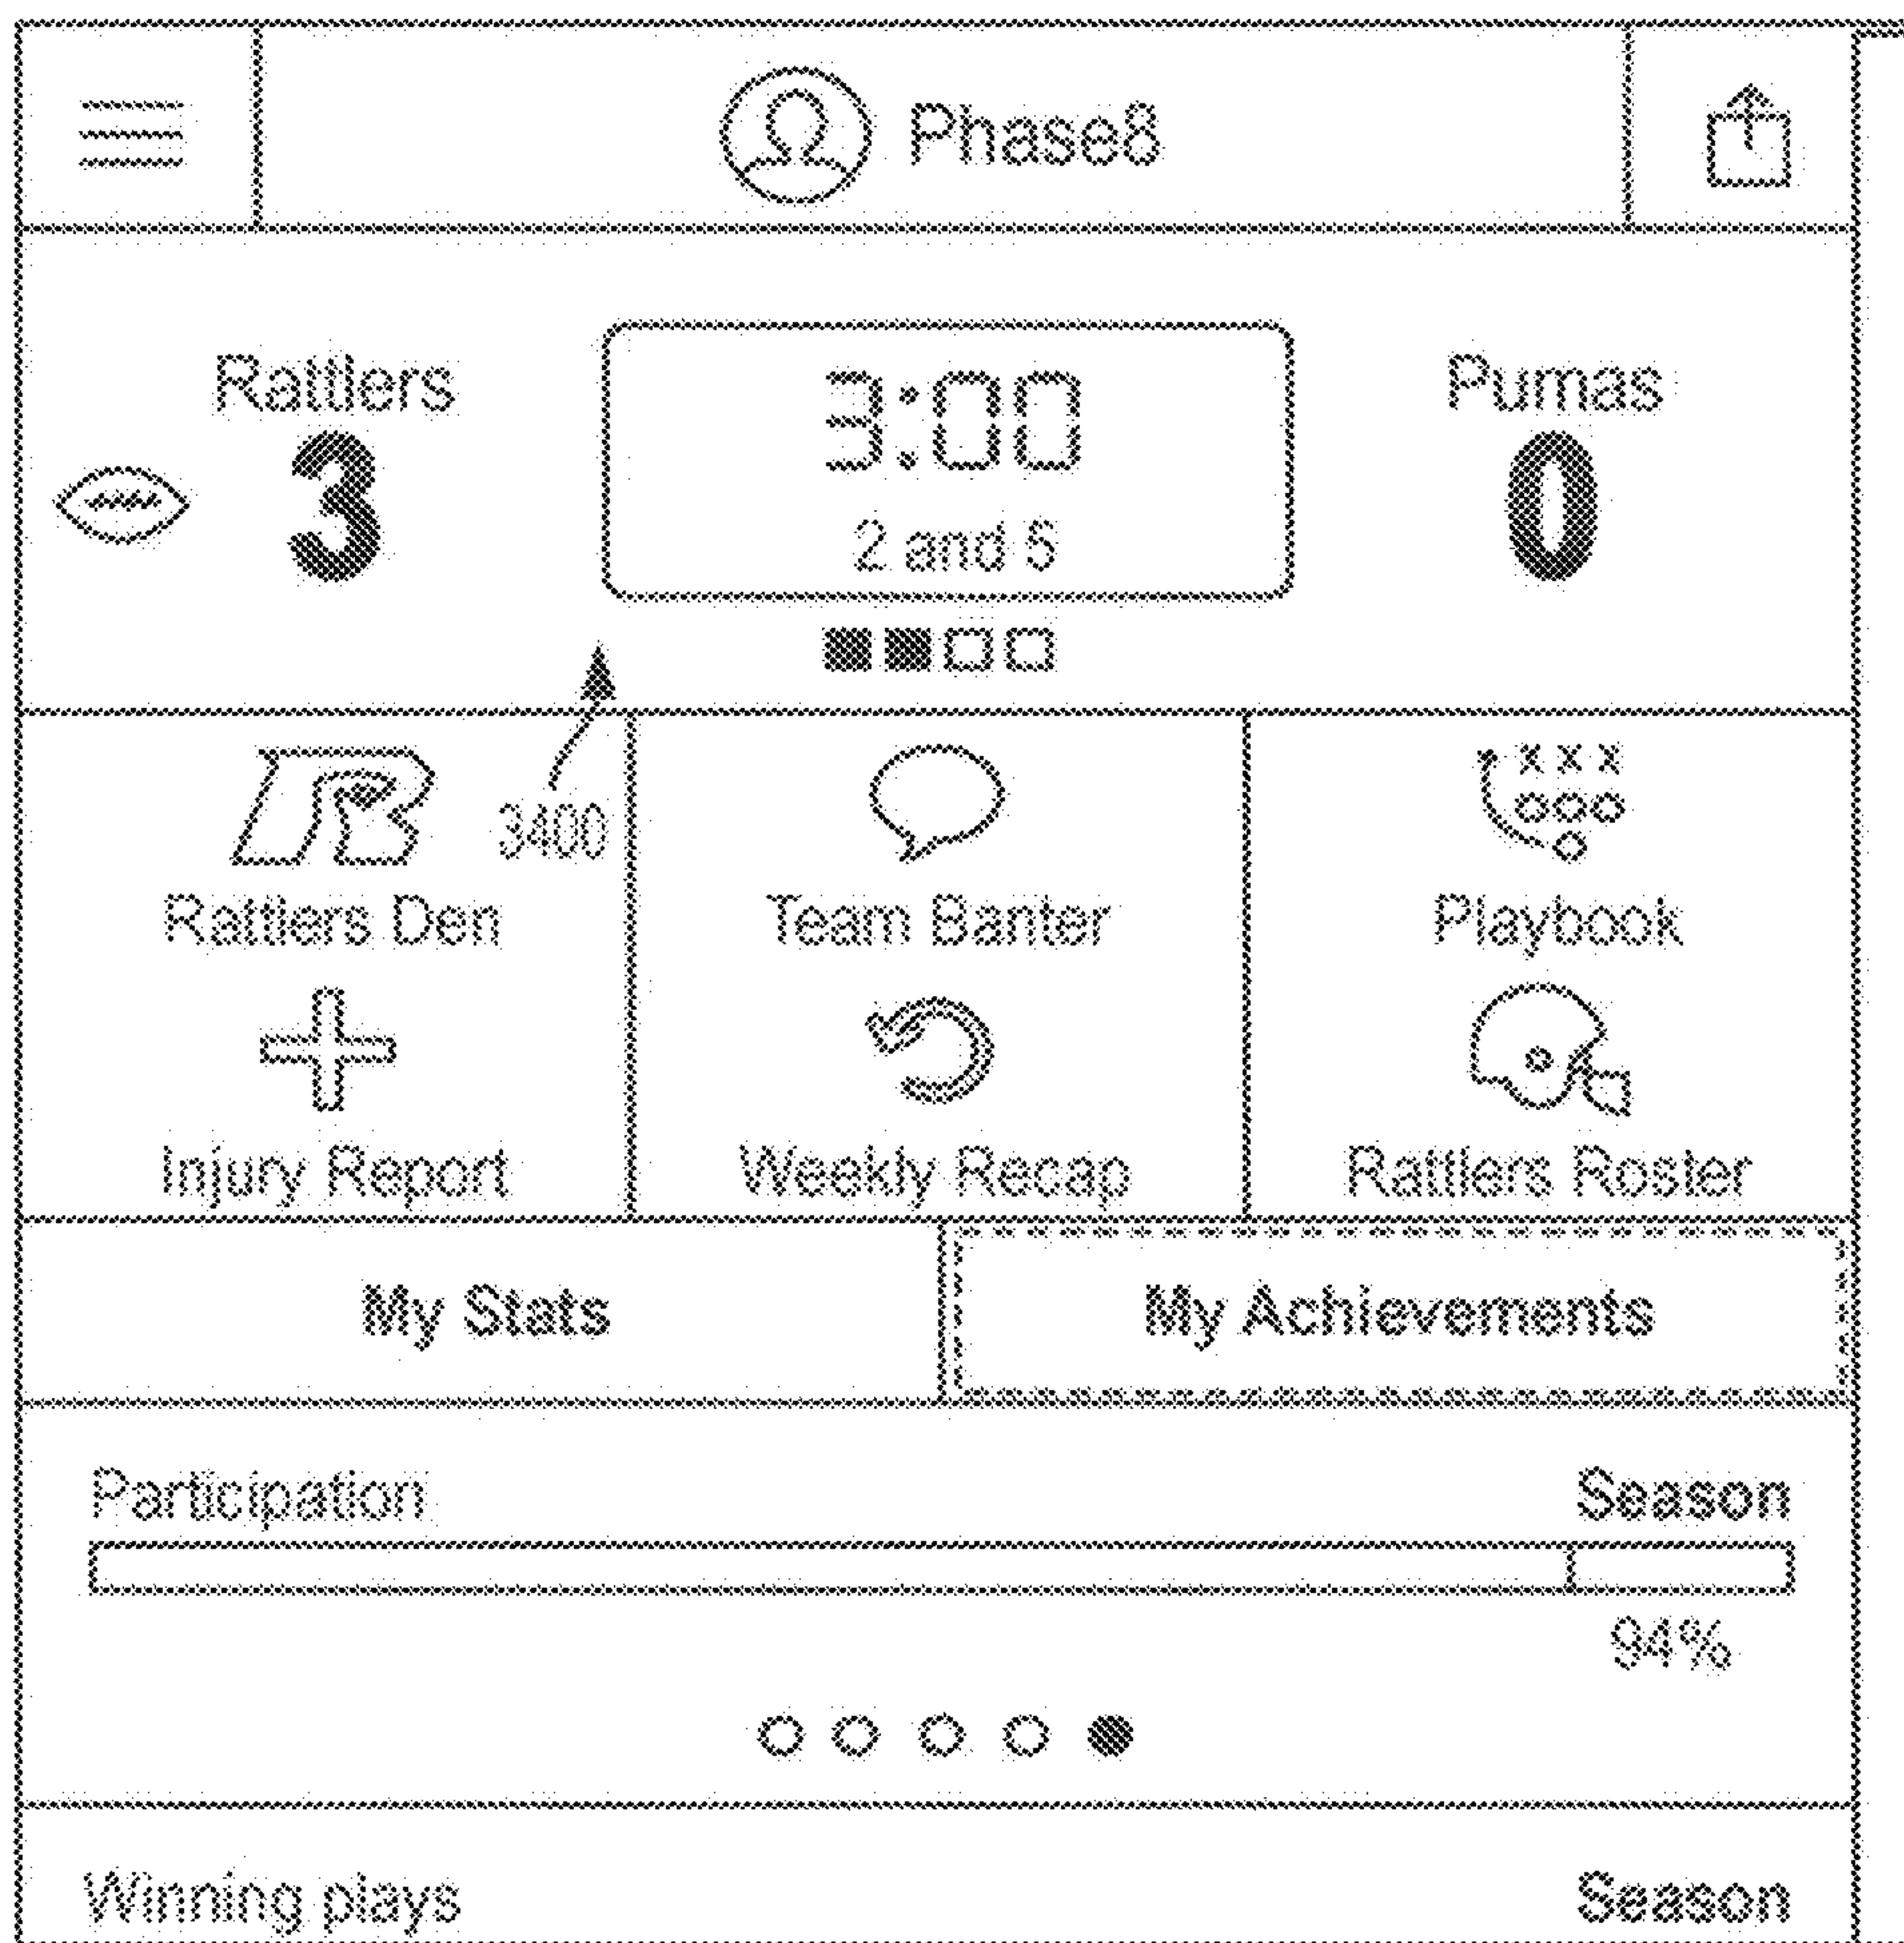 Phase8
Rattlers
3
3:00
2 and 5
Pumas
0
3400
Rattlers Den
Team Banter
Playbook
Injury Report
Weekly Recap
Rattlers Roster
My Stats
My Achievements
Participation
Season
94%
Winning plays
Season